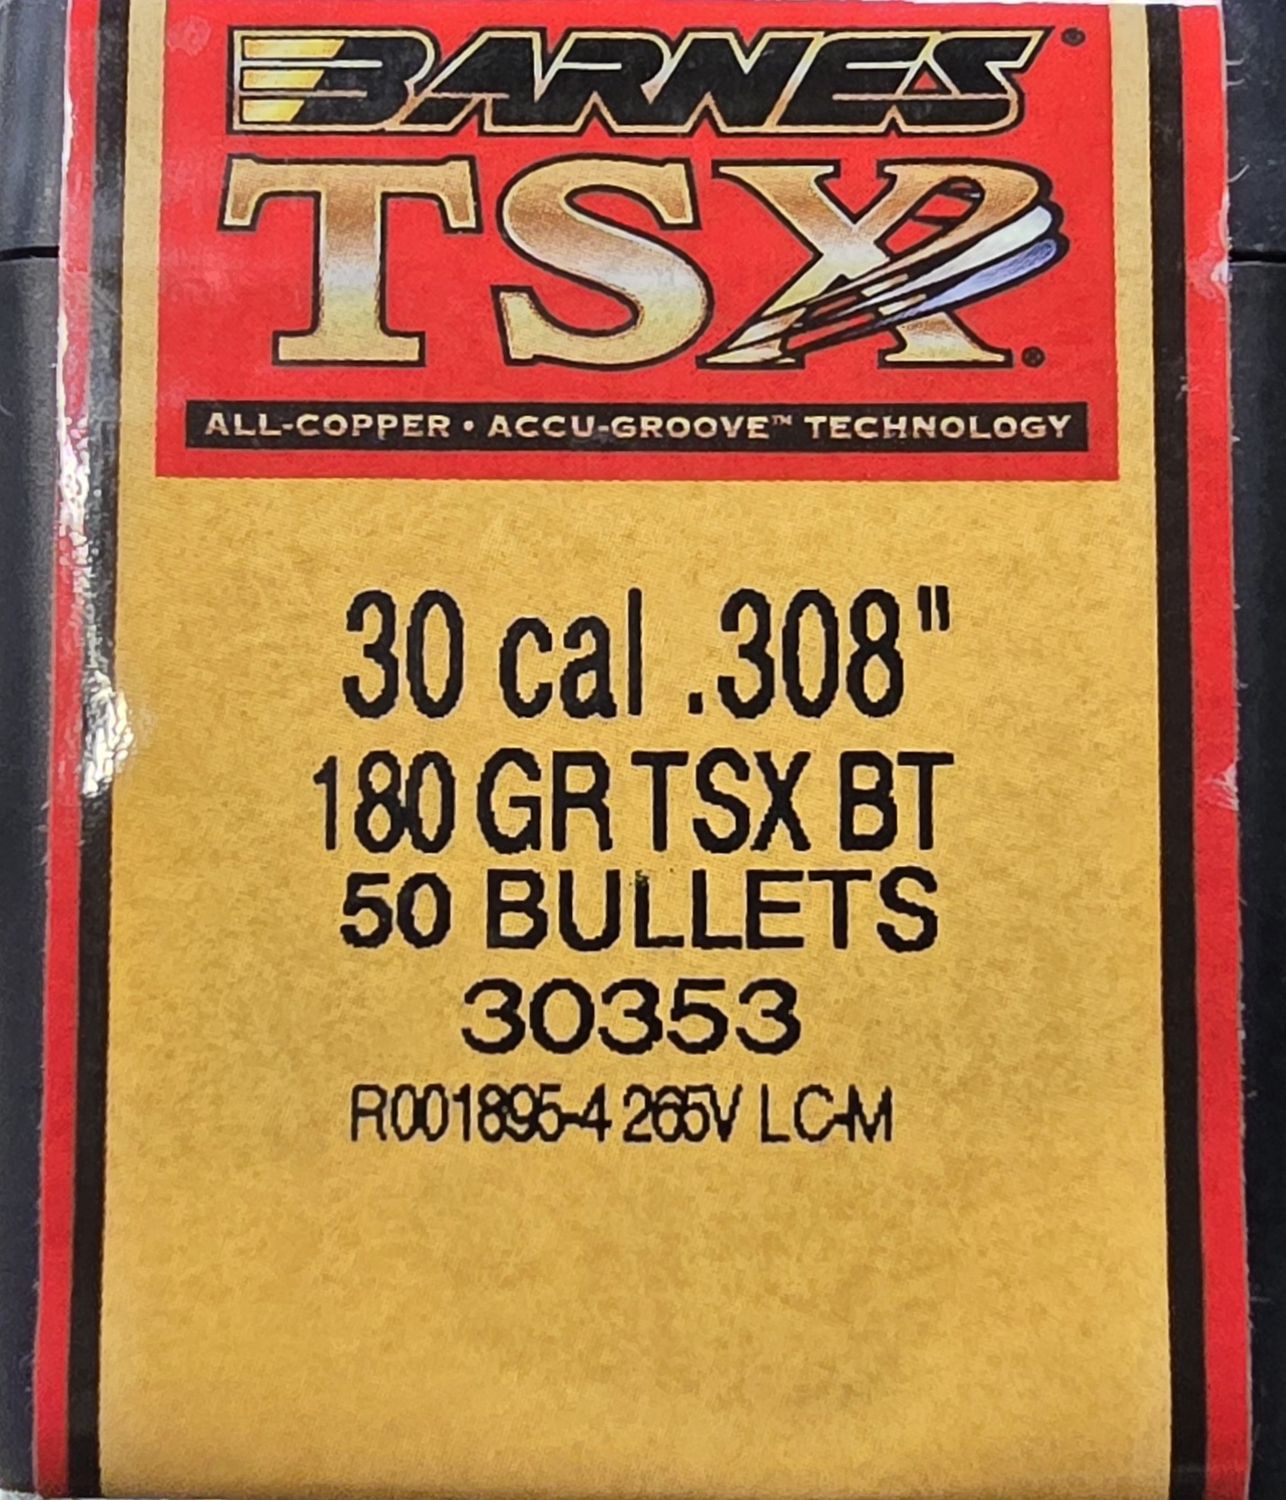 BARNES®
TSX®
ALL-COPPER • ACCU-GROOVE™ TECHNOLOGY
30 cal .308"
180 GR TSX BT
50 BULLETS
30353
R001895-4 265V LC-M